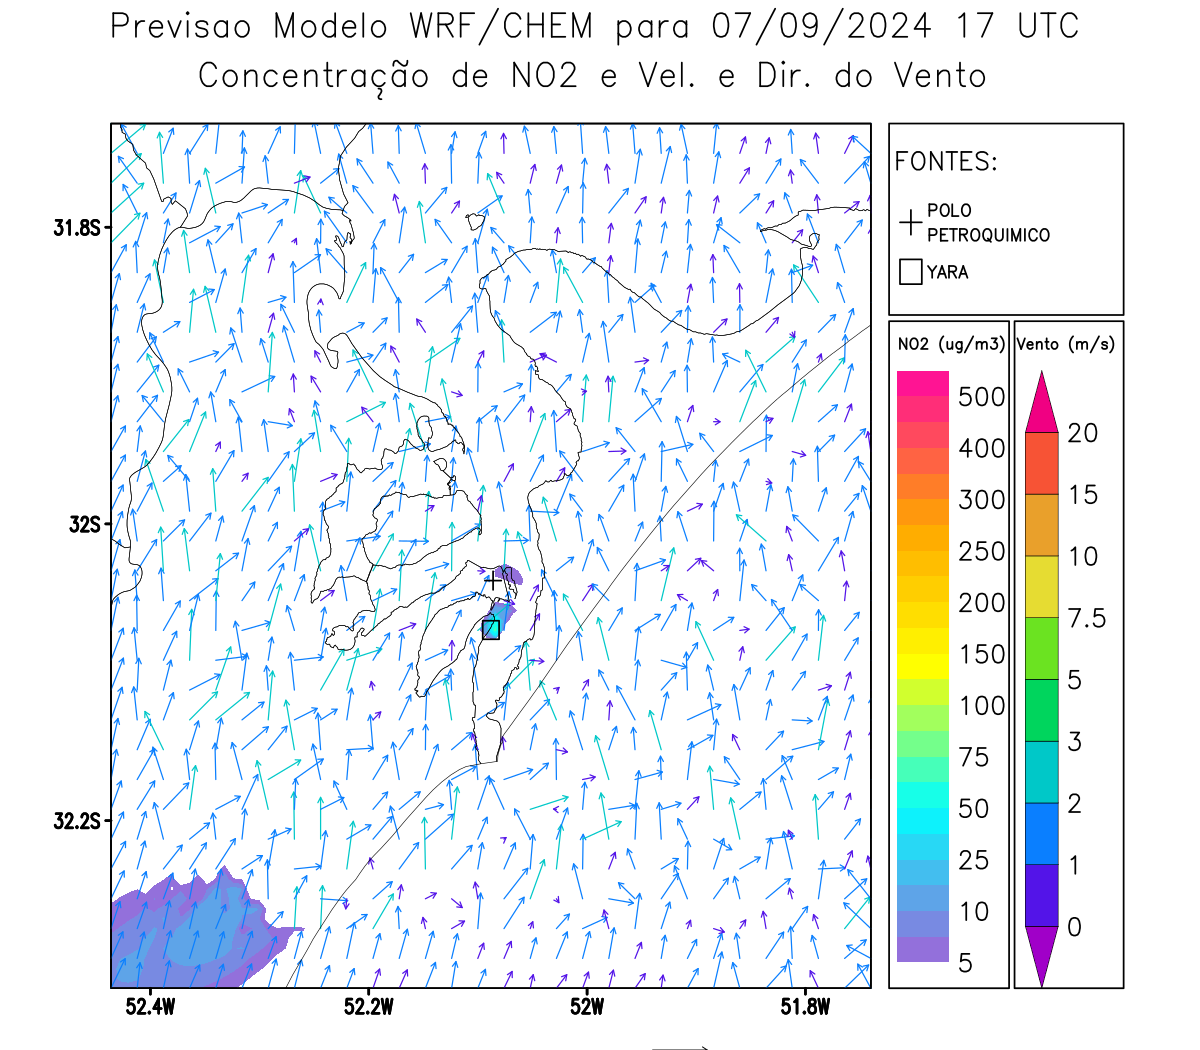 Previsao Modelo WRF/CHEM para 07/09/2024 17 UTC
Concentração de NO2 e Vel. e Dir. do Vento
FONTES:
POLO
PETROQUIMICO
YARA
NO2 (ug/m3)
500
400
300
250
200
150
100
75
50
25
10
5
Vento (m/s)
20
15
10
7.5
5
3
2
1
0
31.8S
32S
32.2S
52.4W 52.2W 52W 51.8W